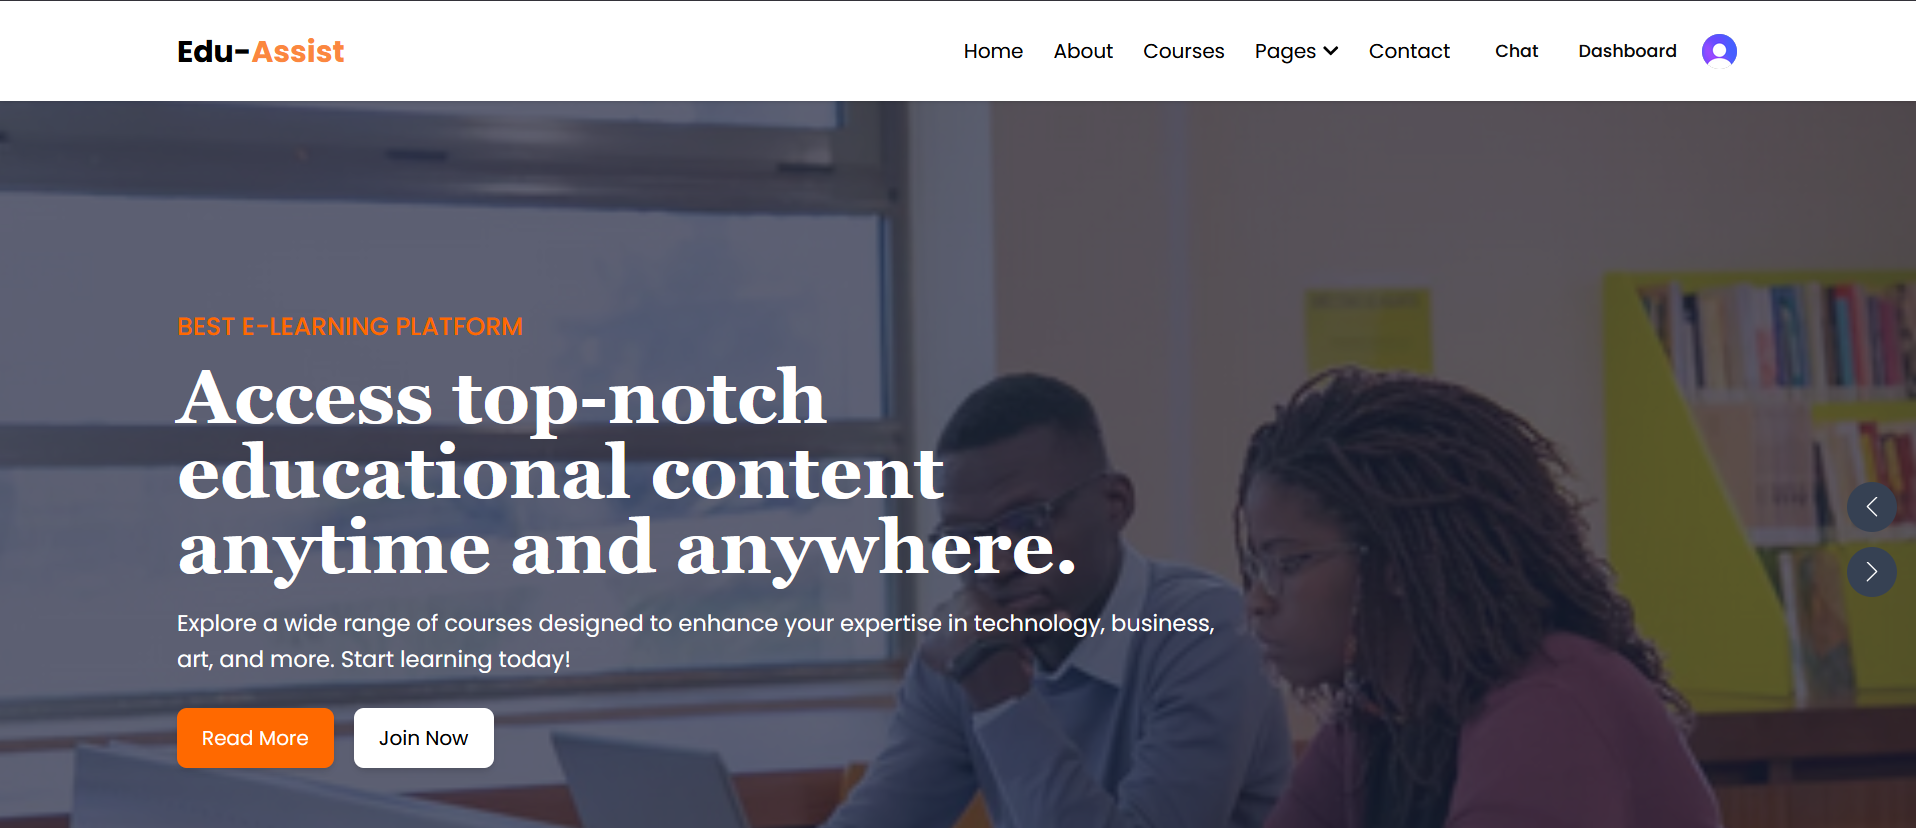 Edu-Assist
Home About Courses Pages Contact Chat Dashboard
BEST E-LEARNING PLATFORM
Access top-notch
educational content
anytime and anywhere.
Explore a wide range of courses designed to enhance your expertise in technology, business,
art, and more. Start learning today!
Read More Join Now